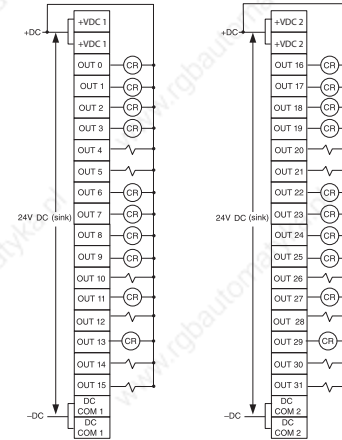 +VDC 1
+DC
+VDC 1
OUT 0 CR
OUT 1 CR
OUT 2 CR
OUT 3 CR
OUT 4
OUT 5
OUT 6 CR
24V DC (sink)
OUT 7 CR
OUT 8 CR
OUT 9 CR
OUT 10
OUT 11 CR
OUT 12
OUT 13 CR
OUT 14
OUT 15
DC
COM 1
-DC
DC
COM 1
+VDC 2
+DC
+VDC 2
OUT 16 CR
OUT 17 CR
OUT 18 CR
OUT 19 CR
OUT 20
OUT 21
OUT 22 CR
24V DC (sink)
OUT 23 CR
OUT 24 CR
OUT 25 CR
OUT 26
OUT 27 CR
OUT 28
OUT 29 CR
OUT 30
OUT 31
DC
COM 2
-DC
DC
COM 2